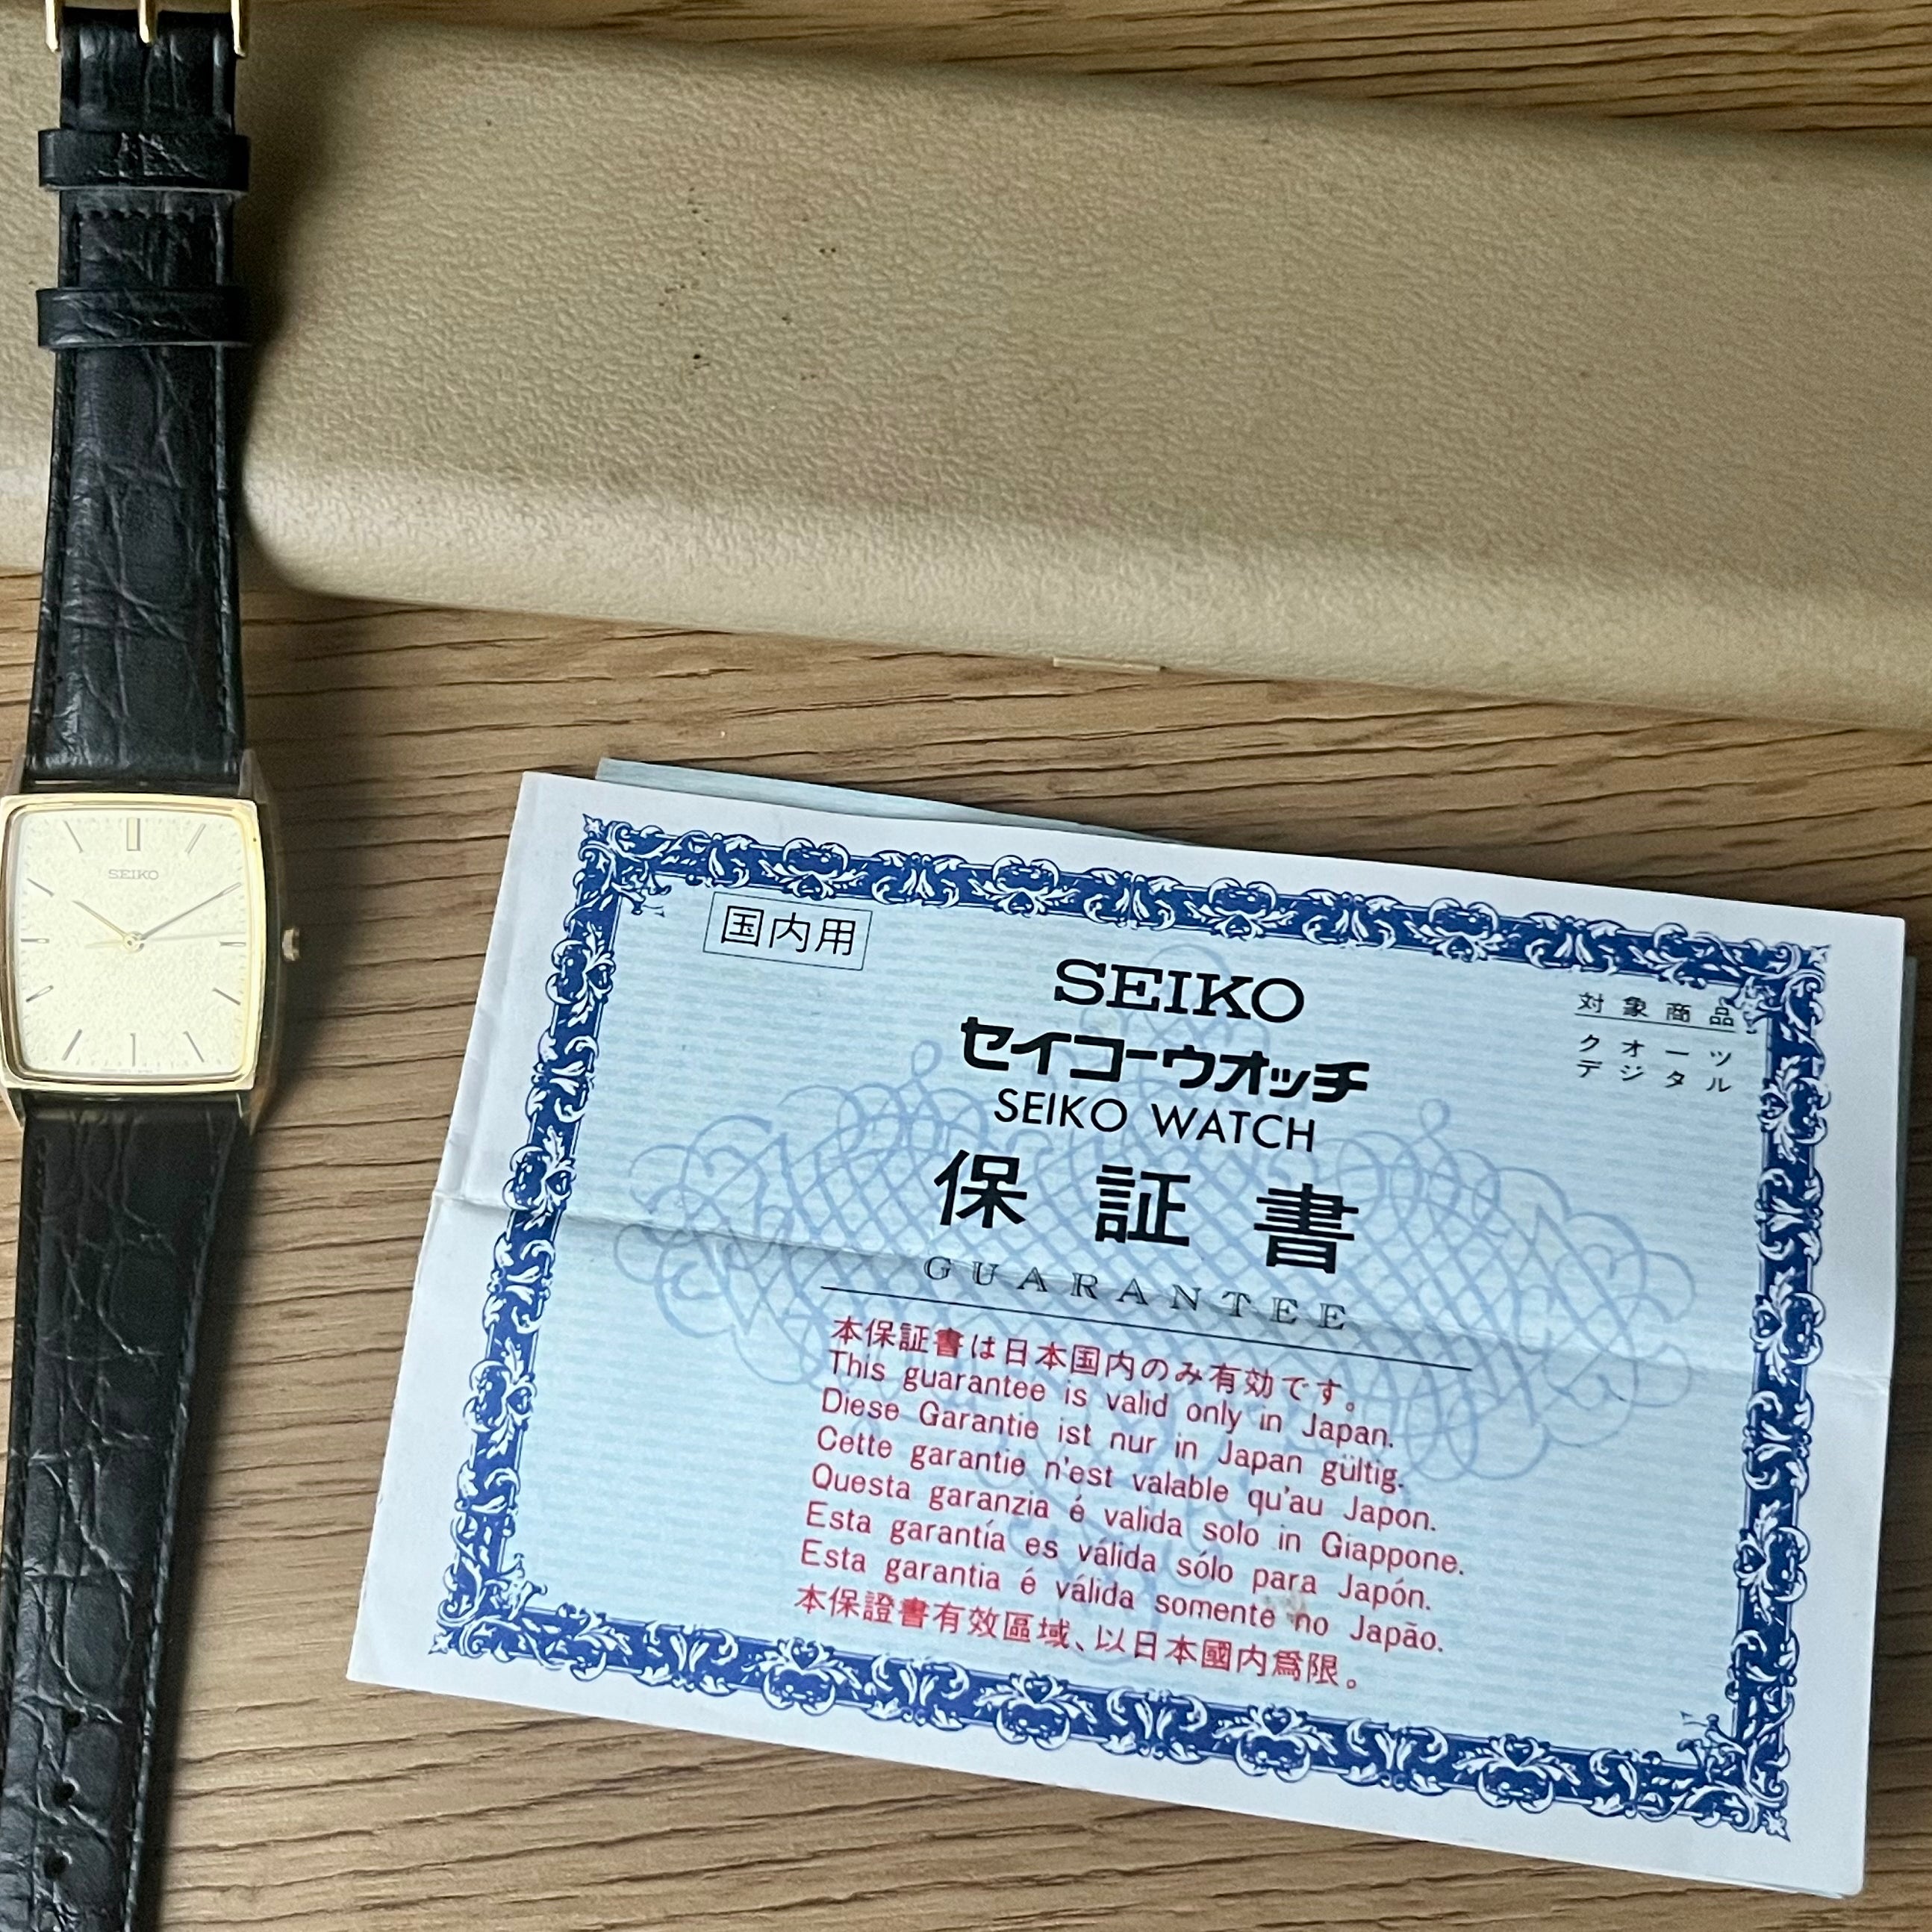 SEIKO
国内用
SEIKO
対象商品
クオーツ
デジタル
セイコーウオッチ
SEIKO WATCH
保証書
GUARANTEE
本保証書は日本国内のみ有効です。
This guarantee is valid only in Japan.
Diese Garantie ist nur in Japan gültig.
Cette garantie n'est valable qu'au Japon.
Questa garanzia é valida solo in Giappone.
Esta garantía es válida sólo para Japón.
Esta garantia é válida somente no Japão.
本保證書有效區域、以日本國内爲限。